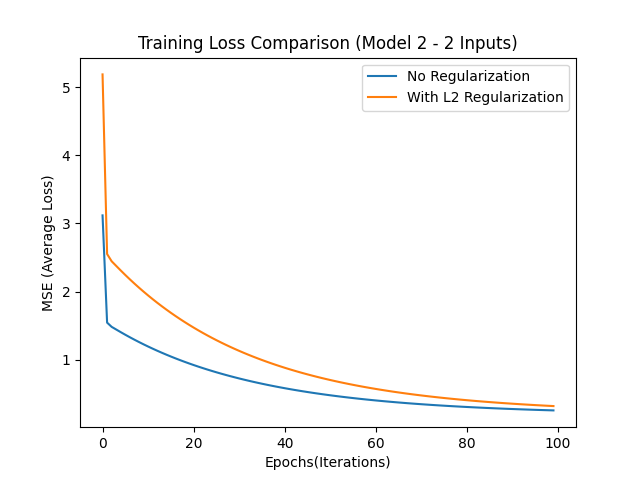 Training Loss Comparison (Model 2 - 2 Inputs)
No Regularization
With L2 Regularization
MSE (Average Loss)
5
4
3
2
1
0 20 40 60 80 100
Epochs(Iterations)